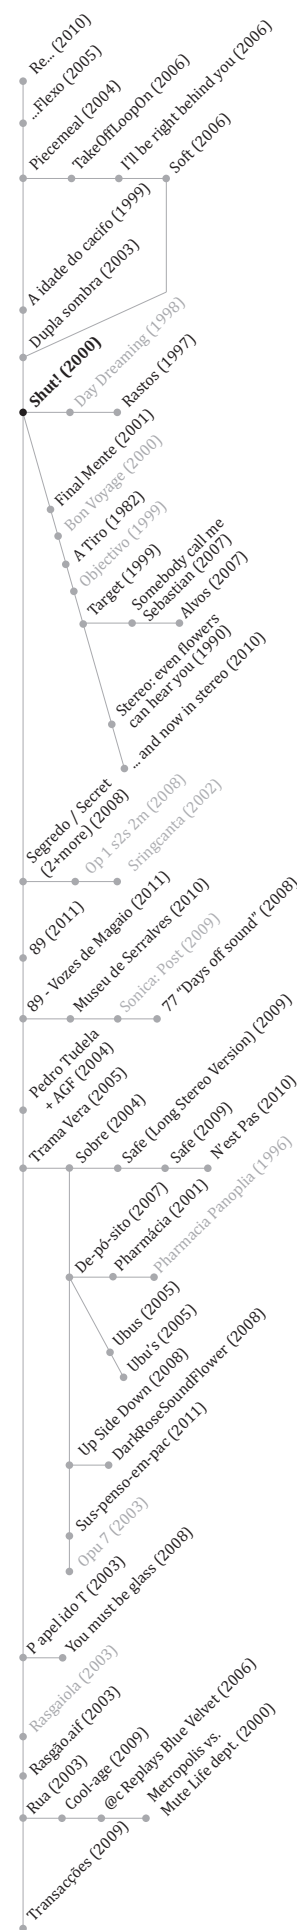 Re... (2010)
...Flexo (2005)
Piecemeal (2004)
TakeOffLoopOn (2006)
I'll be right behind you (2006)
Soft (2006)
A idade do cacifo (1999)
Dupla sombra (2003)
Shut! (2000)
Day Dreaming (1998)
Rastos (1997)
Final Mente (2001)
Bon Voyage (2000)
A Tiro (1982)
Objectivo (1999)
Target (1999)
Somebody call me
Sebastian (2007)
Alvos (2007)
Stereo: even flowers
can hear you (1990)
... and now in stereo (2010)
Segredo / Secret
(2+more) (2008)
Op 1 s2s 2m (2008)
Sringcanta (2002)
89 (2011)
89 - Vozes de Magaio (2011)
Museu de Serralves (2010)
Sonica: Post (2009)
77 “Days off sound” (2008)
Pedro Tudela
+ AGF (2004)
Trama Vera (2005)
Sobre (2004)
Safe (Long Stereo Version) (2009)
Safe (2009)
N'est Pas (2010)
De-pó-sito (2007)
Pharmácia (2001)
Pharmacia Panoplia (1996)
Ubus (2005)
Ubu's (2005)
Up Side Down (2008)
DarkRoseSoundFlower (2008)
Sus-penso-em-pac (2011)
Opu 7 (2003)
P apel ido T (2003)
You must be glass (2008)
Rasgaiola (2003)
Rasgão.aif (2003)
Rua (2003)
Cool-age (2009)
@c Replays Blue Velvet (2006)
Metropolis vs.
Mute Life dept. (2000)
Transacções (2009)